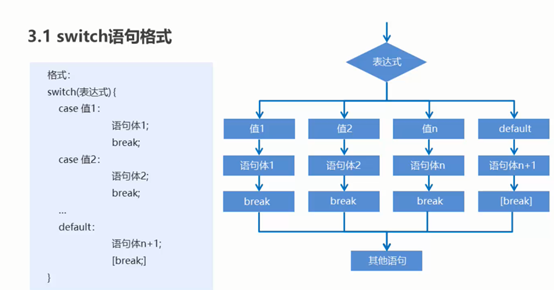 3.1 switch语句格式
格式：
switch(表达式) {
case 值1：
语句体1;
break;
case 值2：
语句体2;
break;
...
default：
语句体n+1;
[break;]
}
表达式
值1
值2
值n
default
语句体1
语句体2
语句体n
语句体n+1
break
break
break
[break]
其他语句